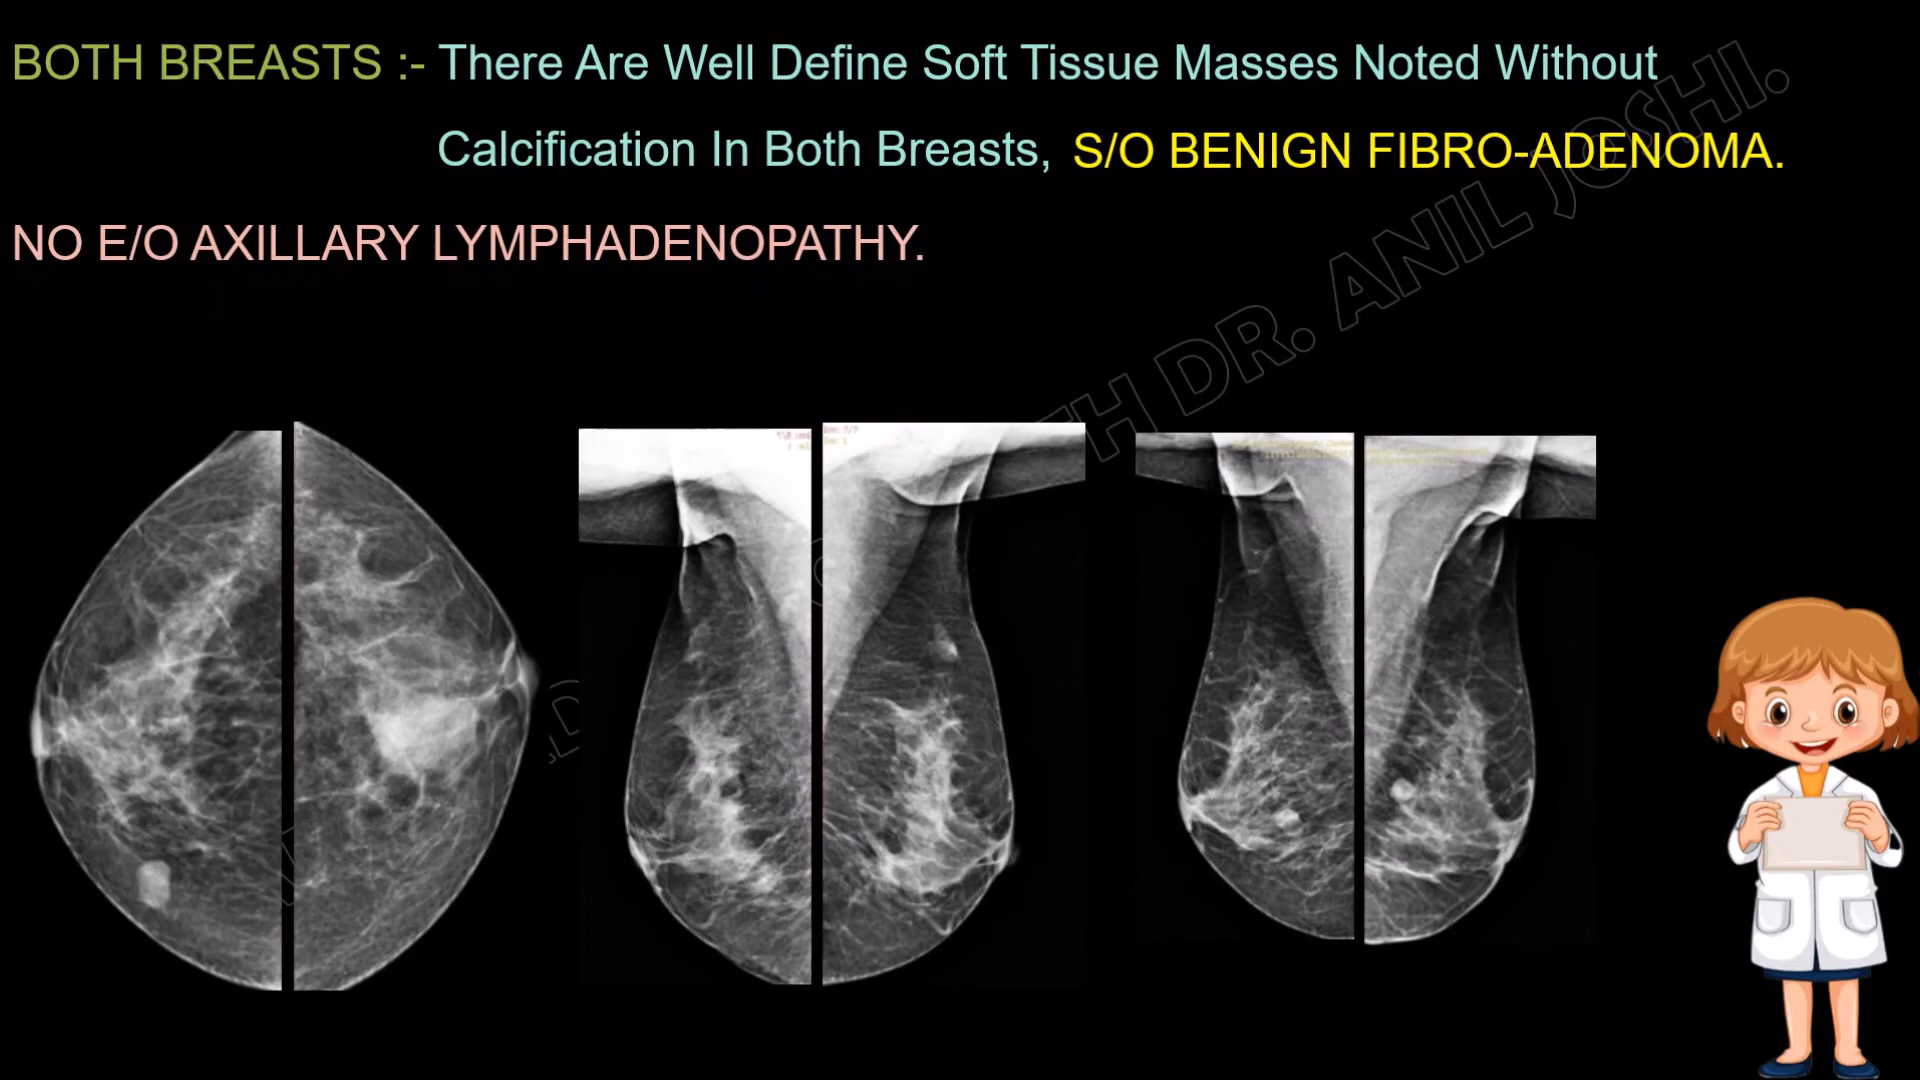 BOTH BREASTS :- There Are Well Define Soft Tissue Masses Noted Without
Calcification In Both Breasts, S/O BENIGN FIBRO-ADENOMA.
NO E/O AXILLARY LYMPHADENOPATHY.
TH DR. ANIL JOSHI.